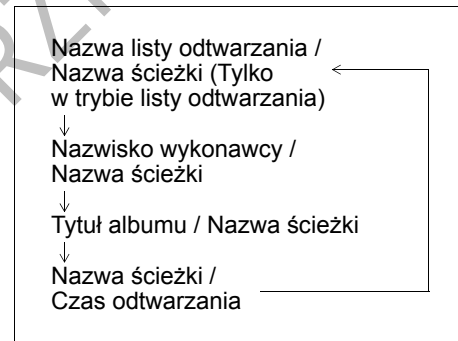 Nazwa listy odtwarzania /
Nazwa ścieżki (Tylko
w trybie listy odtwarzania)
Nazwisko wykonawcy /
Nazwa ścieżki
Tytuł albumu / Nazwa ścieżki
Nazwa ścieżki /
Czas odtwarzania